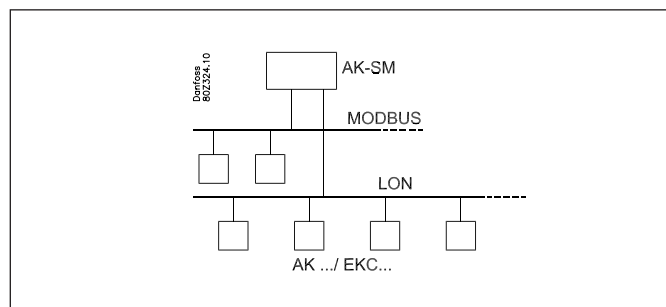 Danfoss
80Z324.10
AK-SM
MODBUS
LON
AK .../ EKC...